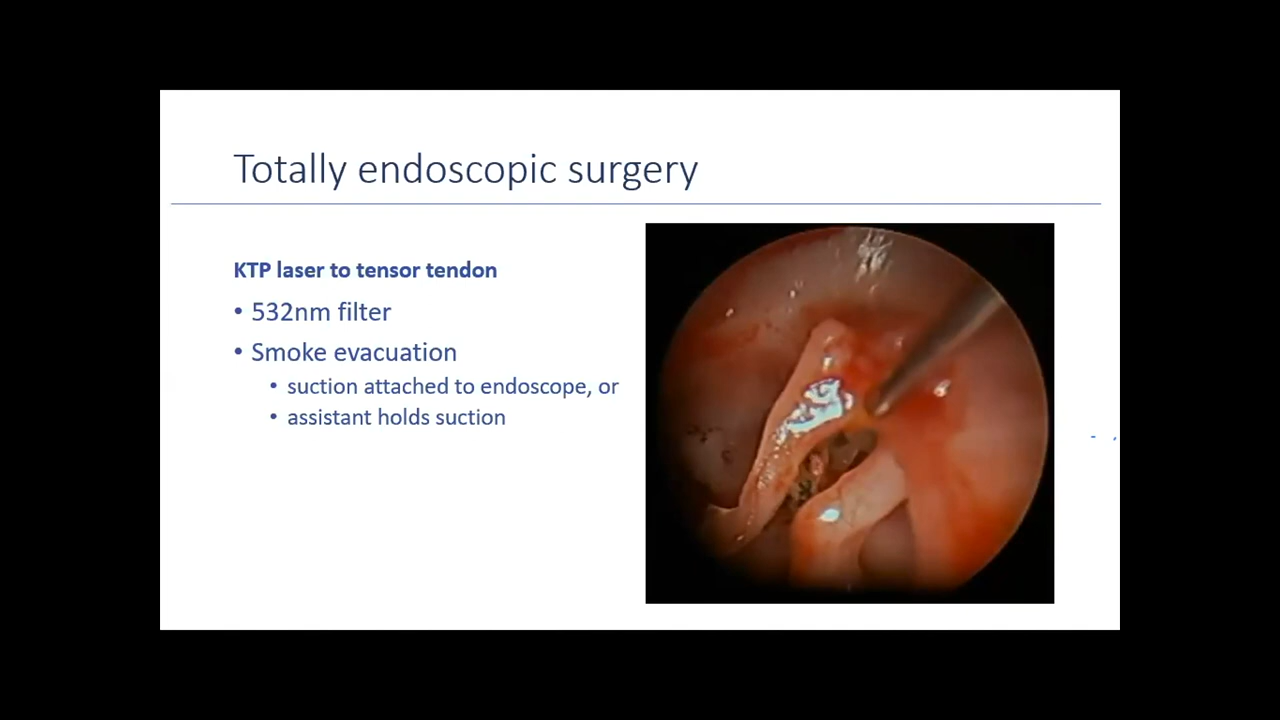 Totally endoscopic surgery
KTP laser to tensor tendon
• 532nm filter
• Smoke evacuation
• suction attached to endoscope, or
• assistant holds suction